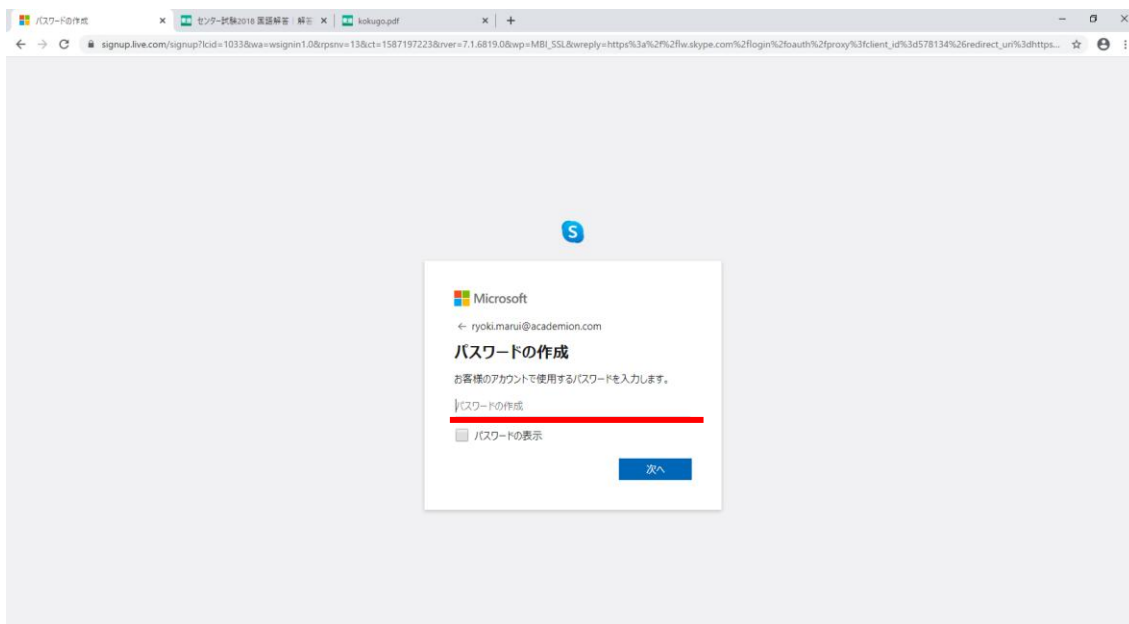 パスワードの作成
センター試験2018 国語解答｜解答
kokugo.pdf
signup.live.com/signup?lcid=1033&wa=wsignin1.0&rpsnv=13&ct=1587197223&rver=7.1.6819.0&wp=MBI_SSL&wreply=https%3a%2f%2flw.skype.com%2flogin%2foauth%2fproxy%3fclient_id%3d578134%26redirect_uri%3dhttps...
S
Microsoft
← ryoki.marui@academion.com
パスワードの作成
お客様のアカウントで使用するパスワードを入力します。
パスワードの作成
パスワードの表示
次へ